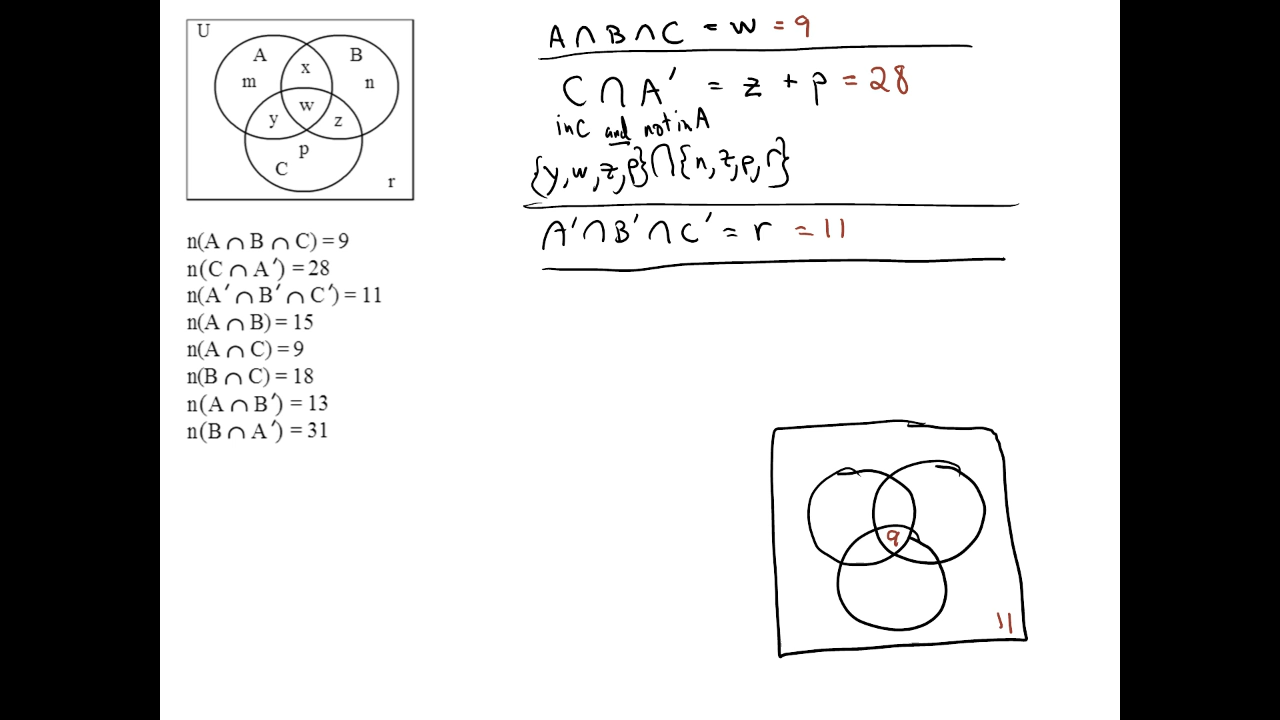 U
A
B
x
m
n
w
y
z
p
C
r
n(A ∩ B ∩ C) = 9
n(C ∩ A′) = 28
n(A′ ∩ B′ ∩ C′) = 11
n(A ∩ B) = 15
n(A ∩ C) = 9
n(B ∩ C) = 18
n(A ∩ B′) = 13
n(B ∩ A′) = 31
A ∩ B ∩ C = w = 9
C ∩ A′ = z + p = 28
in C and not in A
{y, w, z, p} ∩ {n, z, p, r}
A′ ∩ B′ ∩ C′ = r = 11
9
11